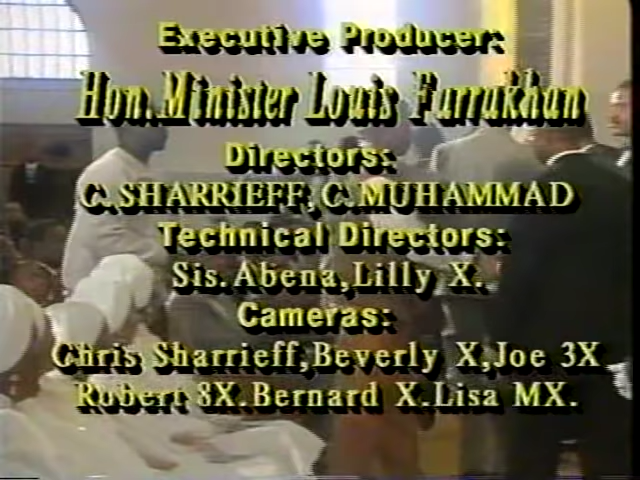 Executive Producer:
Hon.Minister Louis Farrakhan
Directors:
C.SHARRIEFF,C.MUHAMMAD
Technical Directors:
Sis.Abena,Lilly X.
Cameras:
Chris Sharrieff,Beverly X,Joe 3X
Robert 8X.Bernard X.Lisa MX.